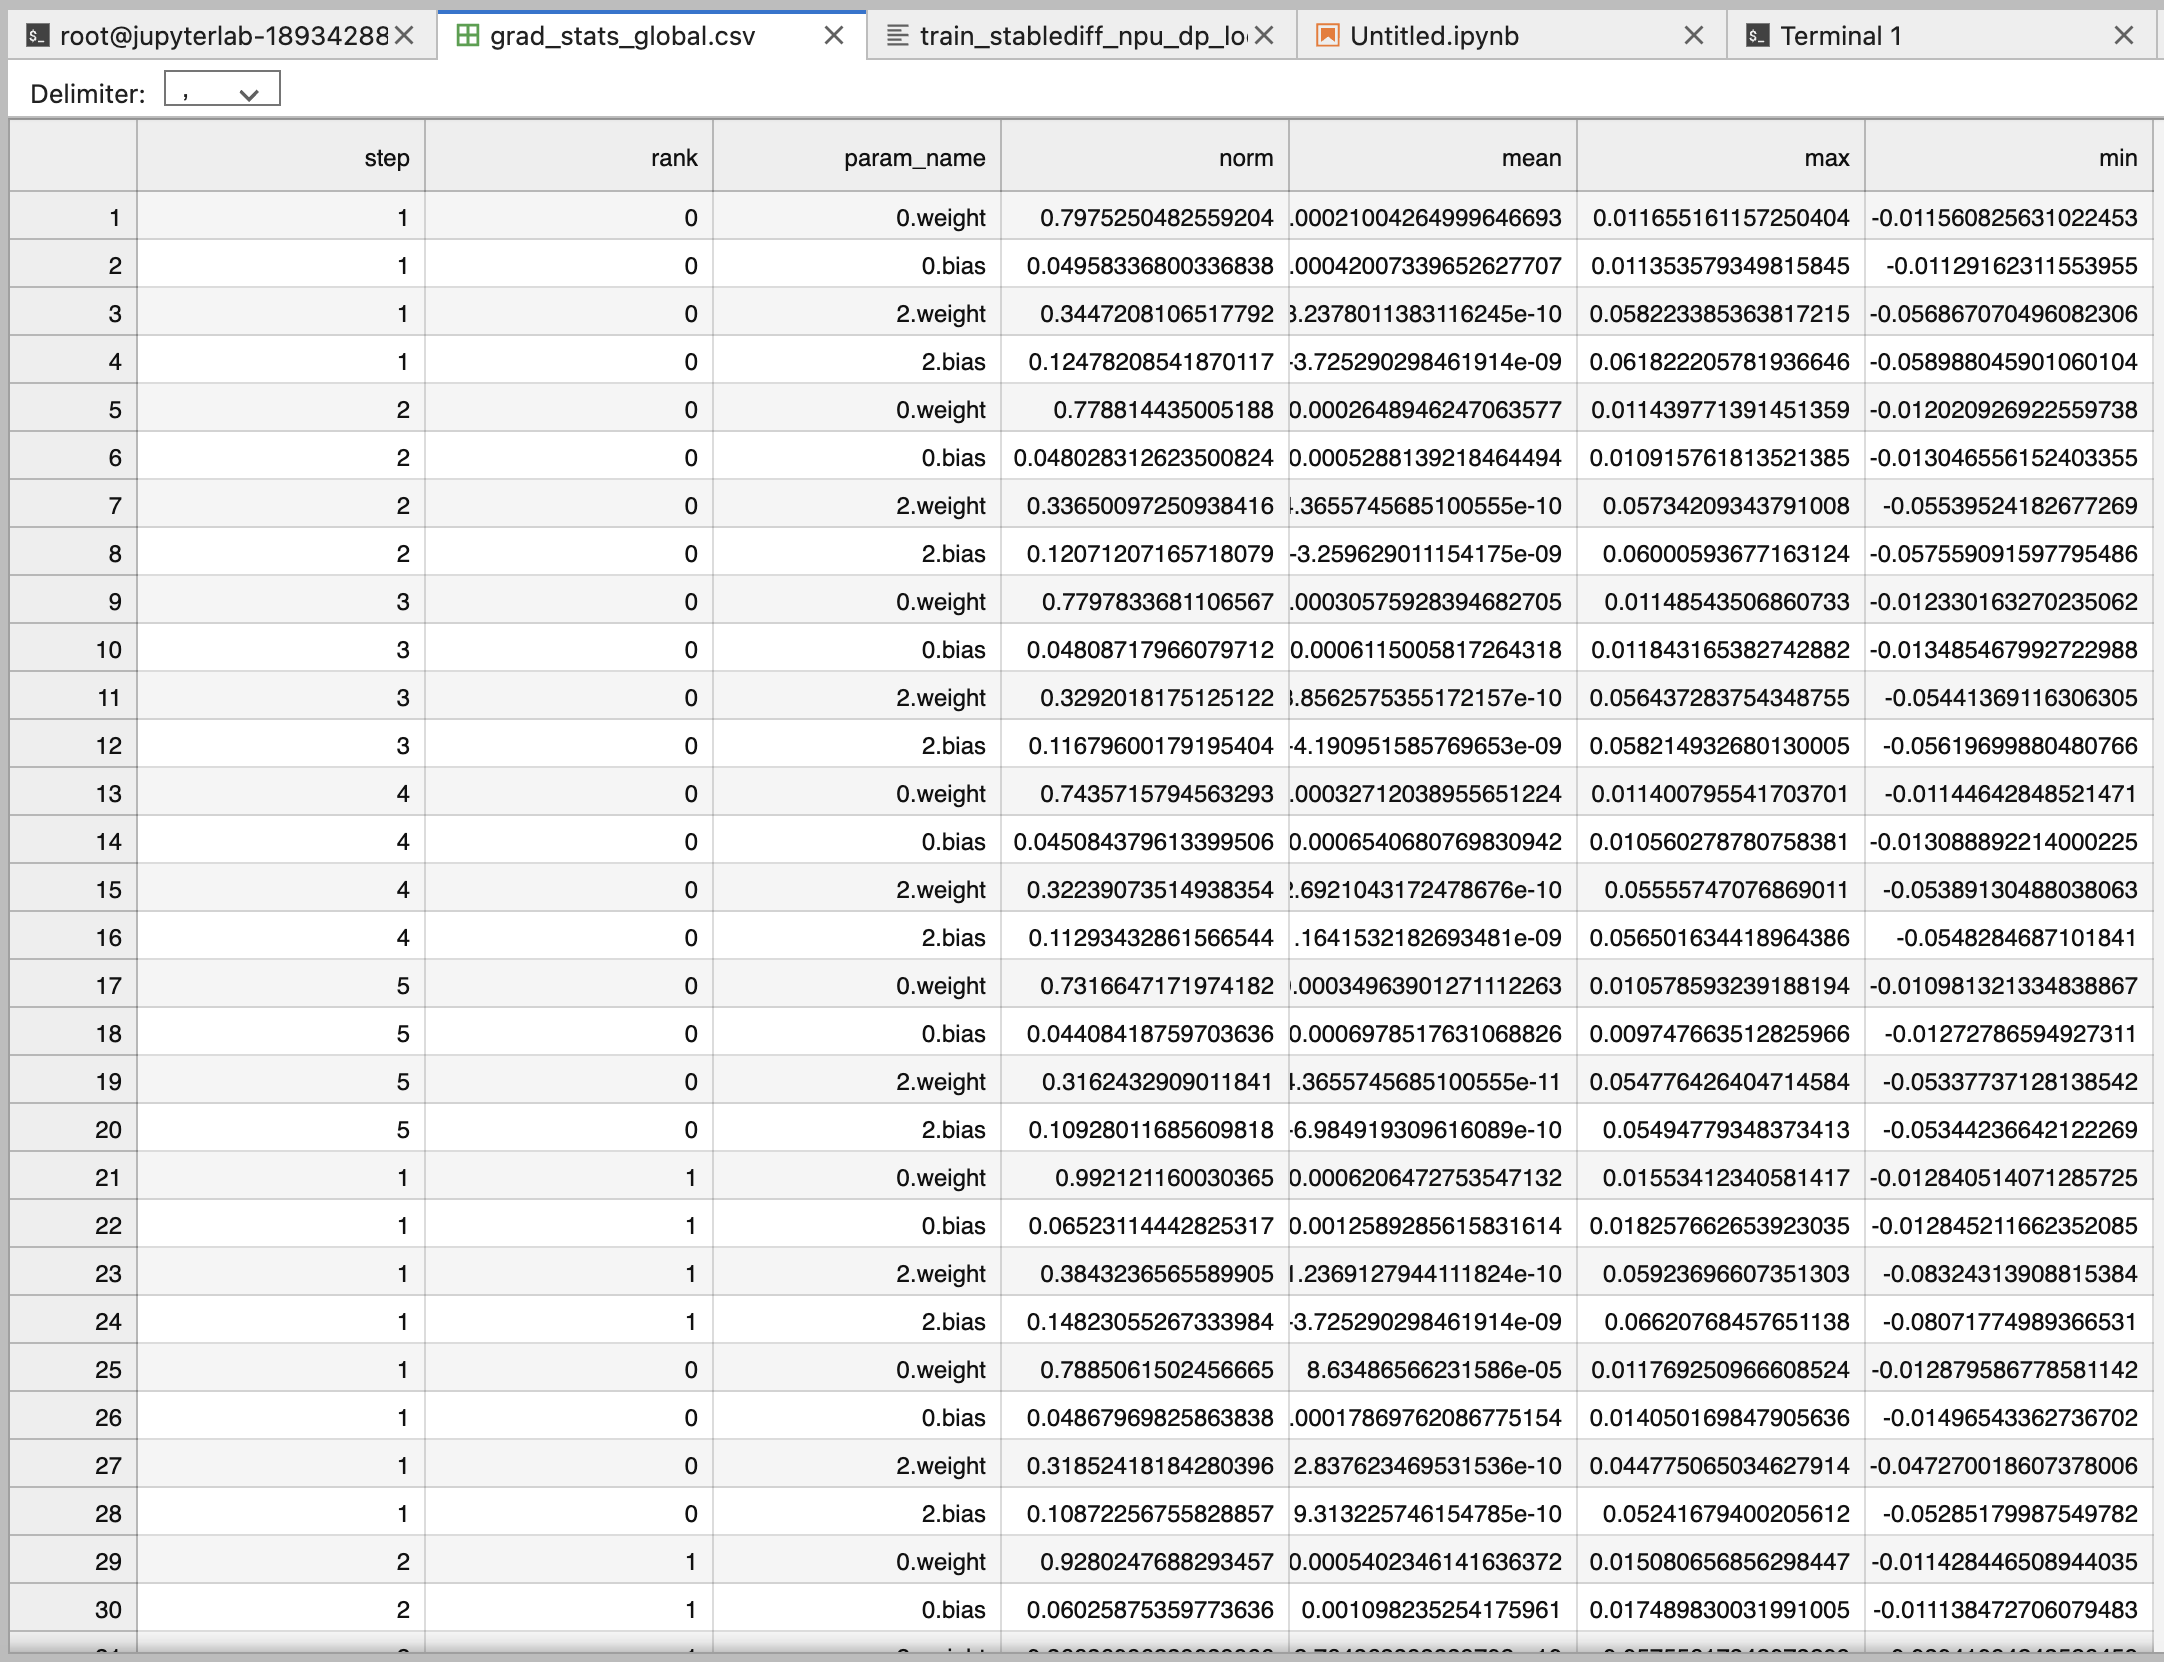 root@jupyterlab-18934288
grad_stats_global.csv
train_stablediff_npu_dp_lo
Untitled.ipynb
Terminal 1
Delimiter: ,
step rank param_name norm mean max min
1 1 0 0.weight 0.7975250482559204 .00021004264999646693 0.011655161157250404 -0.011560825631022453
2 1 0 0.bias 0.04958336800336838 .00042007339652627707 0.011353579349815845 -0.01129162311553955
3 1 0 2.weight 0.3447208106517792 3.2378011383116245e-10 0.058223385363817215 -0.056867070496082306
4 1 0 2.bias 0.12478208541870117 -3.725290298461914e-09 0.061822205781936646 -0.058988045901060104
5 2 0 0.weight 0.778814435005188 0.0002648946247063577 0.011439771391451359 -0.012020926922559738
6 2 0 0.bias 0.048028312623500824 0.0005288139218464494 0.010915761813521385 -0.013046556152403355
7 2 0 2.weight 0.33650097250938416 .36557456851005​55e-10 0.05734209343791008 -0.05539524182677269
8 2 0 2.bias 0.12071207165718079 -3.259629011154175e-09 0.06000593677163124 -0.057559091597795486
9 3 0 0.weight 0.7797833681106567 .00030575928394682705 0.01148543506860733 -0.012330163270235062
10 3 0 0.bias 0.04808717966079712 0.0006115005817264318 0.011843165382742882 -0.013485467992722988
11 3 0 2.weight 0.3292018175125122 .8562575355172157e-10 0.056437283754348755 -0.05441369116306305
12 3 0 2.bias 0.11679600179195404 -4.190951585769653e-09 0.058214932680130005 -0.05619699880480766
13 4 0 0.weight 0.7435715794563293 .00032712038955651224 0.011400795541703701 -0.01144642848521471
14 4 0 0.bias 0.045084379613399506 0.0006540680769830942 0.010560278780758381 -0.013088892214000225
15 4 0 2.weight 0.32239073514938354 2.6921043172478676e-10 0.05555747076869011 -0.05389130488038063
16 4 0 2.bias 0.11293432861566544 .1641532182693481e-09 0.056501634418964386 -0.0548284687101841
17 5 0 0.weight 0.7316647171974182 .00034963901271112263 0.010578593239188194 -0.010981321334838867
18 5 0 0.bias 0.04408418759703636 0.0006978517631068826 0.009747663512825966 -0.01272786594927311
19 5 0 2.weight 0.3162432909011841 .3655745685100555e-11 0.054776426404714584 -0.05337737128138542
20 5 0 2.bias 0.10928011685609818 -6.984919309616089e-10 0.05494779348373413 -0.05344236642122269
21 1 1 0.weight 0.992121160030365 0.0006206472753547132 0.01553412340581417 -0.012840514071285725
22 1 1 0.bias 0.06523114442825317 0.0012589285615831614 0.018257662653923035 -0.012845211662352085
23 1 1 2.weight 0.3843236565589905 1.2369127944111824e-10 0.05923696607351303 -0.08324313908815384
24 1 1 2.bias 0.14823055267333984 -3.725290298461914e-09 0.06620768457651138 -0.08071774989366531
25 1 0 0.weight 0.7885061502456665 8.63486566231586e-05 0.011769250966608524 -0.012879586778581142
26 1 0 0.bias 0.04867969825863838 .00017869762086775154 0.014050169847905636 -0.01496543362736702
27 1 0 2.weight 0.31852418184280396 2.8376234695​31536e-10 0.044775065034627914 -0.047270018607378006
28 1 0 2.bias 0.10872256755828857 9.313225746154785e-10 0.05241679400205612 -0.05285179987549782
29 2 1 0.weight 0.9280247688293457 0.0005402346141636372 0.015080656856298447 -0.011428446508944035
30 2 1 0.bias 0.06025875359773636 0.001098235254175961 0.017489830031991005 -0.011138472706079483